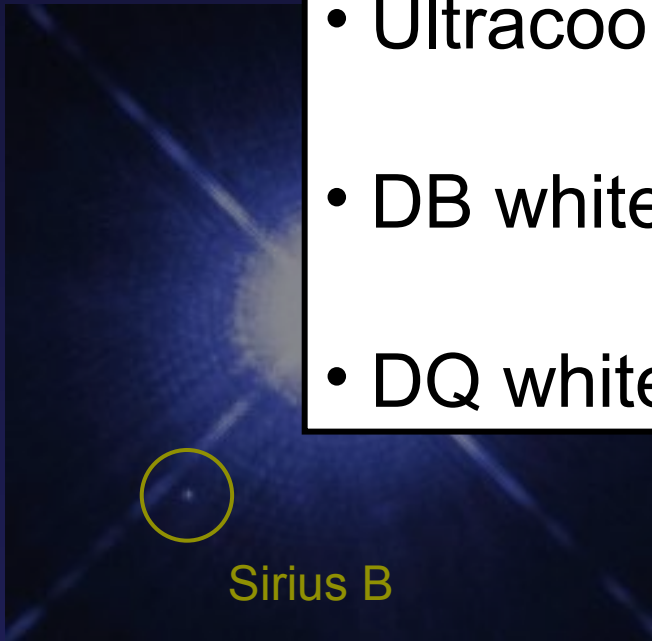 • Ultracoo
• DB white
• DQ white
Sirius B